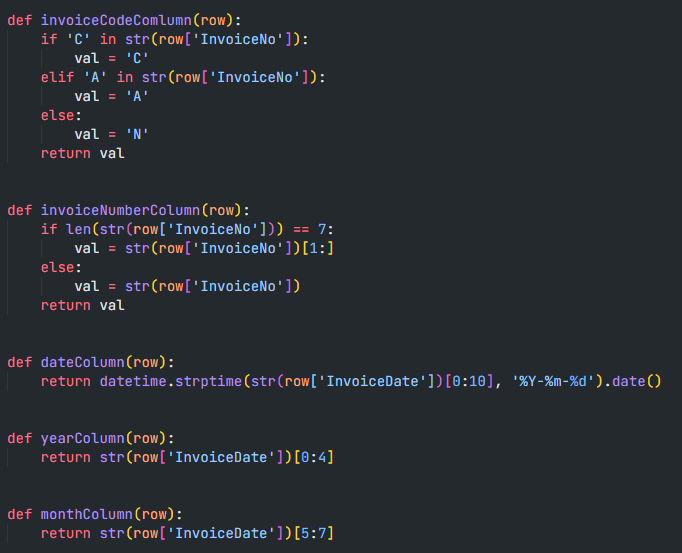 def invoiceCodeComlumn(row):
    if 'C' in str(row['InvoiceNo']):
        val = 'C'
    elif 'A' in str(row['InvoiceNo']):
        val = 'A'
    else:
        val = 'N'
    return val
def invoiceNumberColumn(row):
    if len(str(row['InvoiceNo'])) == 7:
        val = str(row['InvoiceNo'])[1:]
    else:
        val = str(row['InvoiceNo'])
    return val
def dateColumn(row):
    return datetime.strptime(str(row['InvoiceDate'])[0:10], '%Y-%m-%d').date()
def yearColumn(row):
    return str(row['InvoiceDate'])[0:4]
def monthColumn(row):
    return str(row['InvoiceDate'])[5:7]